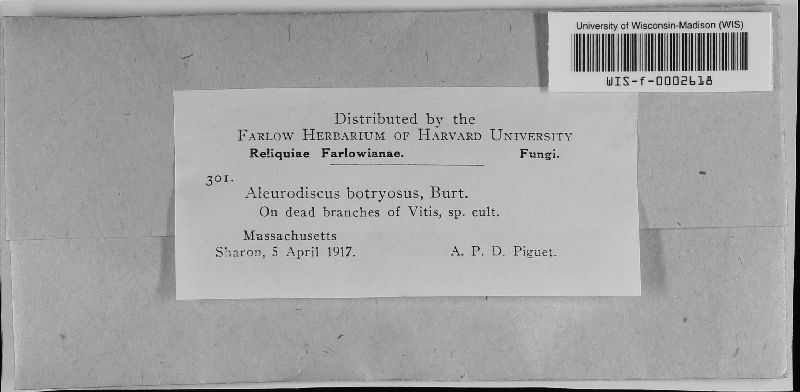 University of Wisconsin-Madison (WIS)
WIS-f-0002618
Distributed by the
Farlow Herbarium of Harvard University
Reliquiae Farlowianae. Fungi.
301.
Aleurodiscus botryosus, Burt.
On dead branches of Vitis, sp. cult.
Massachusetts
Sharon, 5 April 1917. A. P. D. Piguet.